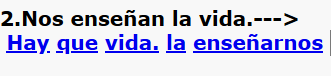 2.Nos enseñan la vida.--->
Hay que vida. la enseñarnos